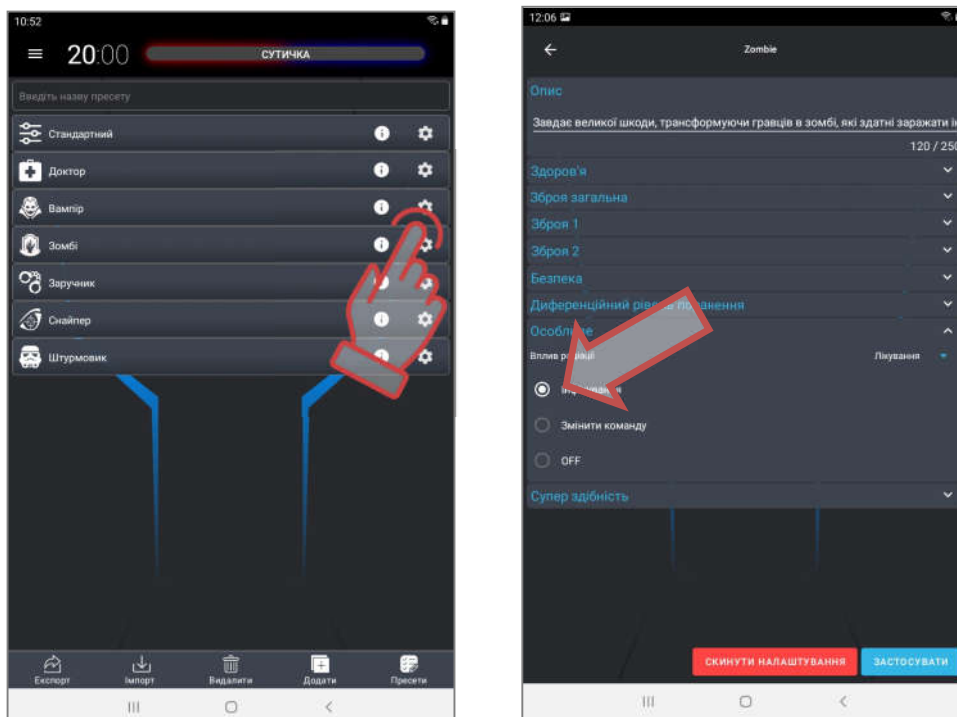 10:52
20:00
СУТИЧКА
Введіть назву пресету
Стандартний
Доктор
Вампір
Зомбі
Заручник
Снайпер
Штурмовик
Експорт
Імпорт
Видалити
Додати
Пресети
12:06
Zombie
Опис
Завдає великої шкоди, трансформуючи гравців в зомбі, які здатні заражати
120 / 250
Здоров'я
Зброя загальна
Зброя 1
Зброя 2
Безпека
Диференційний
Вплив
Лікування
Змінити команду
OFF
Супер здібність
СКИНУТИ НАЛАШТУВАННЯ
ЗАСТОСУВАТИ